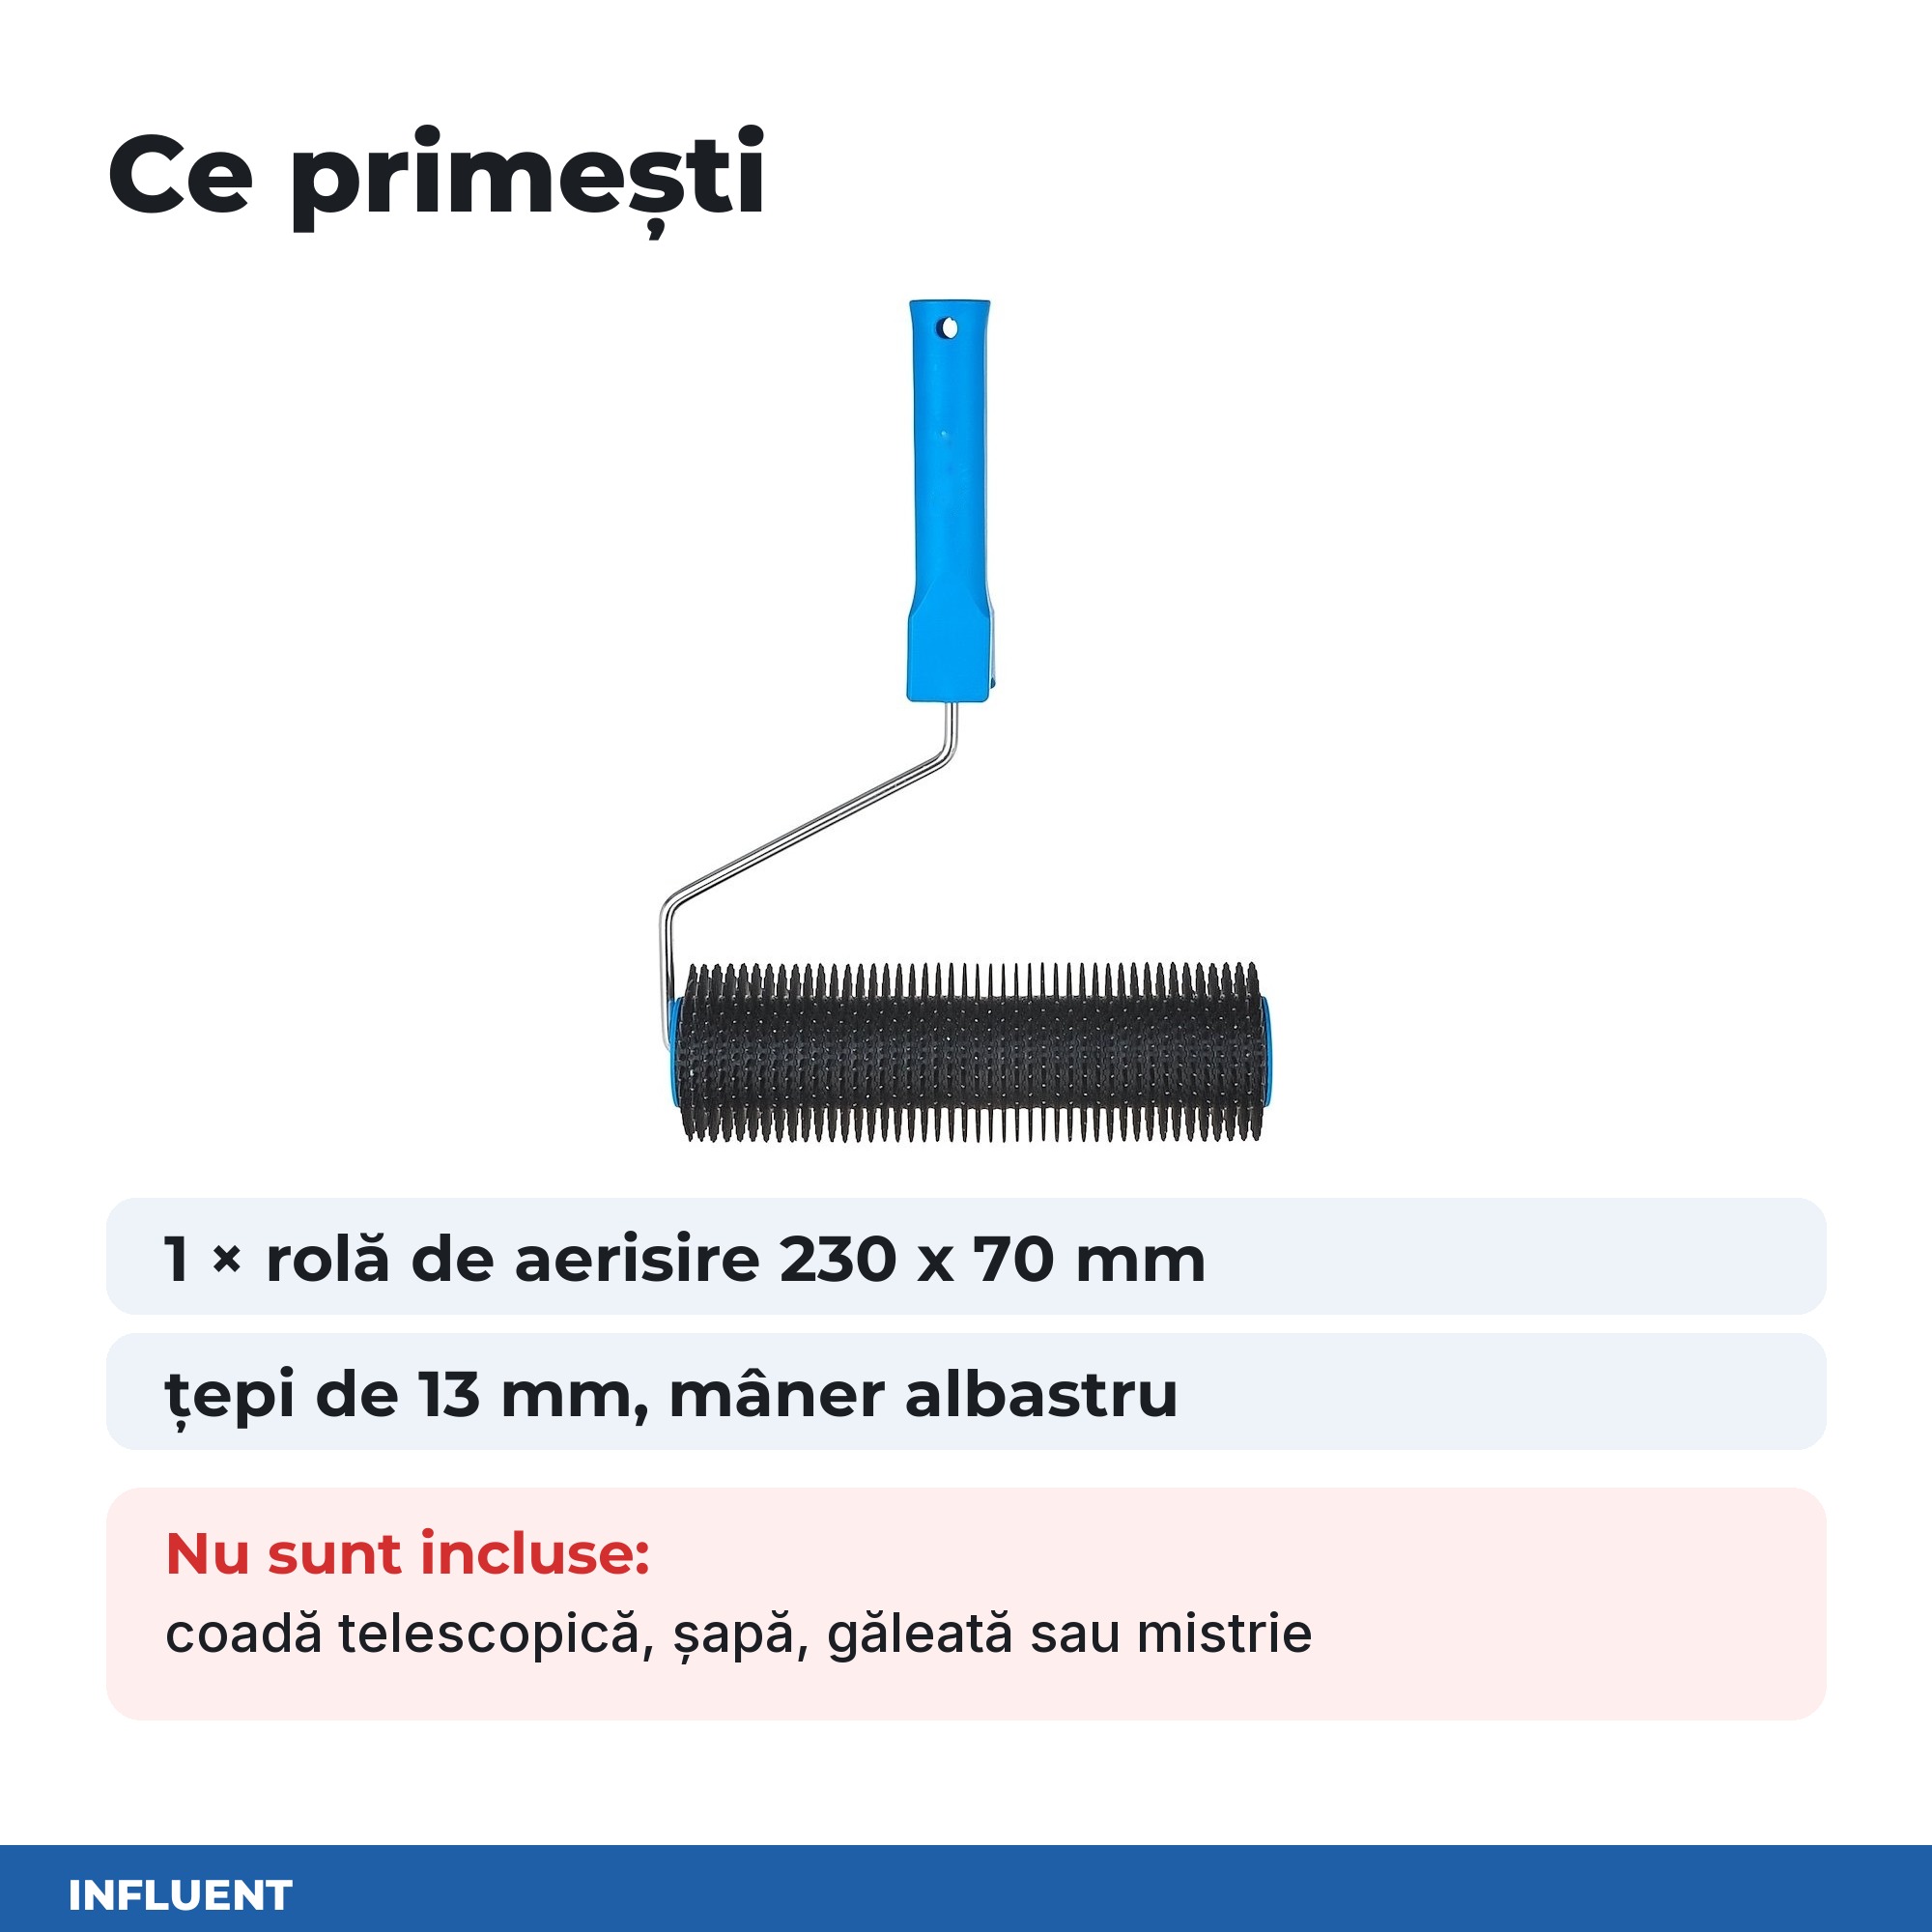 Ce primești
1 × rolă de aerisire 230 x 70 mm
țepi de 13 mm, mâner albastru
Nu sunt incluse:
coadă telescopică, șapă, găleată sau mistrie
INFLUENT